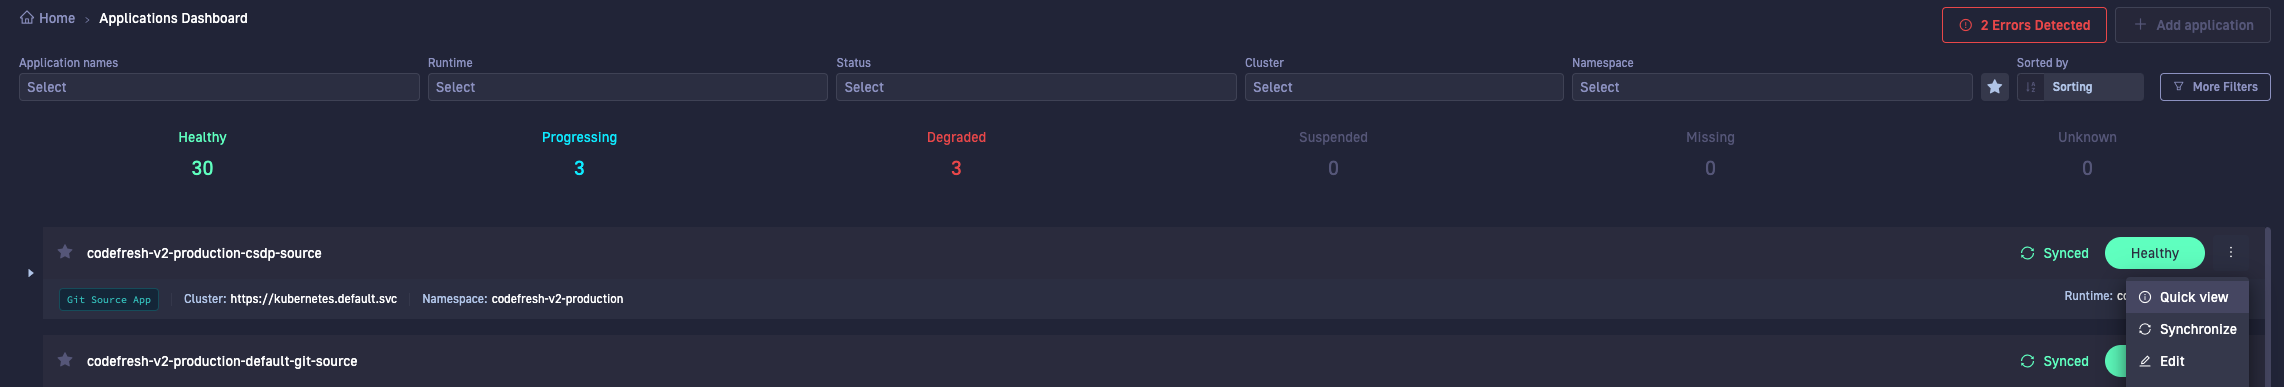 Home > Applications Dashboard
2 Errors Detected
+ Add application
Application names
Runtime
Status
Cluster
Namespace
Sorted by
Select
Select
Select
Select
Select
Sorting
More Filters
Healthy
Progressing
Degraded
Suspended
Missing
Unknown
30
3
3
0
0
0
codefresh-v2-production-csdp-source
Synced
Healthy
Git Source App
Cluster: https://kubernetes.default.svc
Namespace: codefresh-v2-production
Runtime:
Quick view
Synchronize
codefresh-v2-production-default-git-source
Synced
Edit